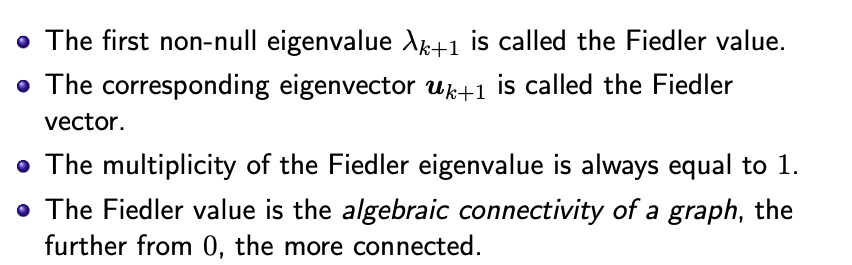 • The first non-null eigenvalue λₖ₊₁ is called the Fiedler value.
• The corresponding eigenvector 𝒖ₖ₊₁ is called the Fiedler
vector.
• The multiplicity of the Fiedler eigenvalue is always equal to 1.
• The Fiedler value is the algebraic connectivity of a graph, the
further from 0, the more connected.